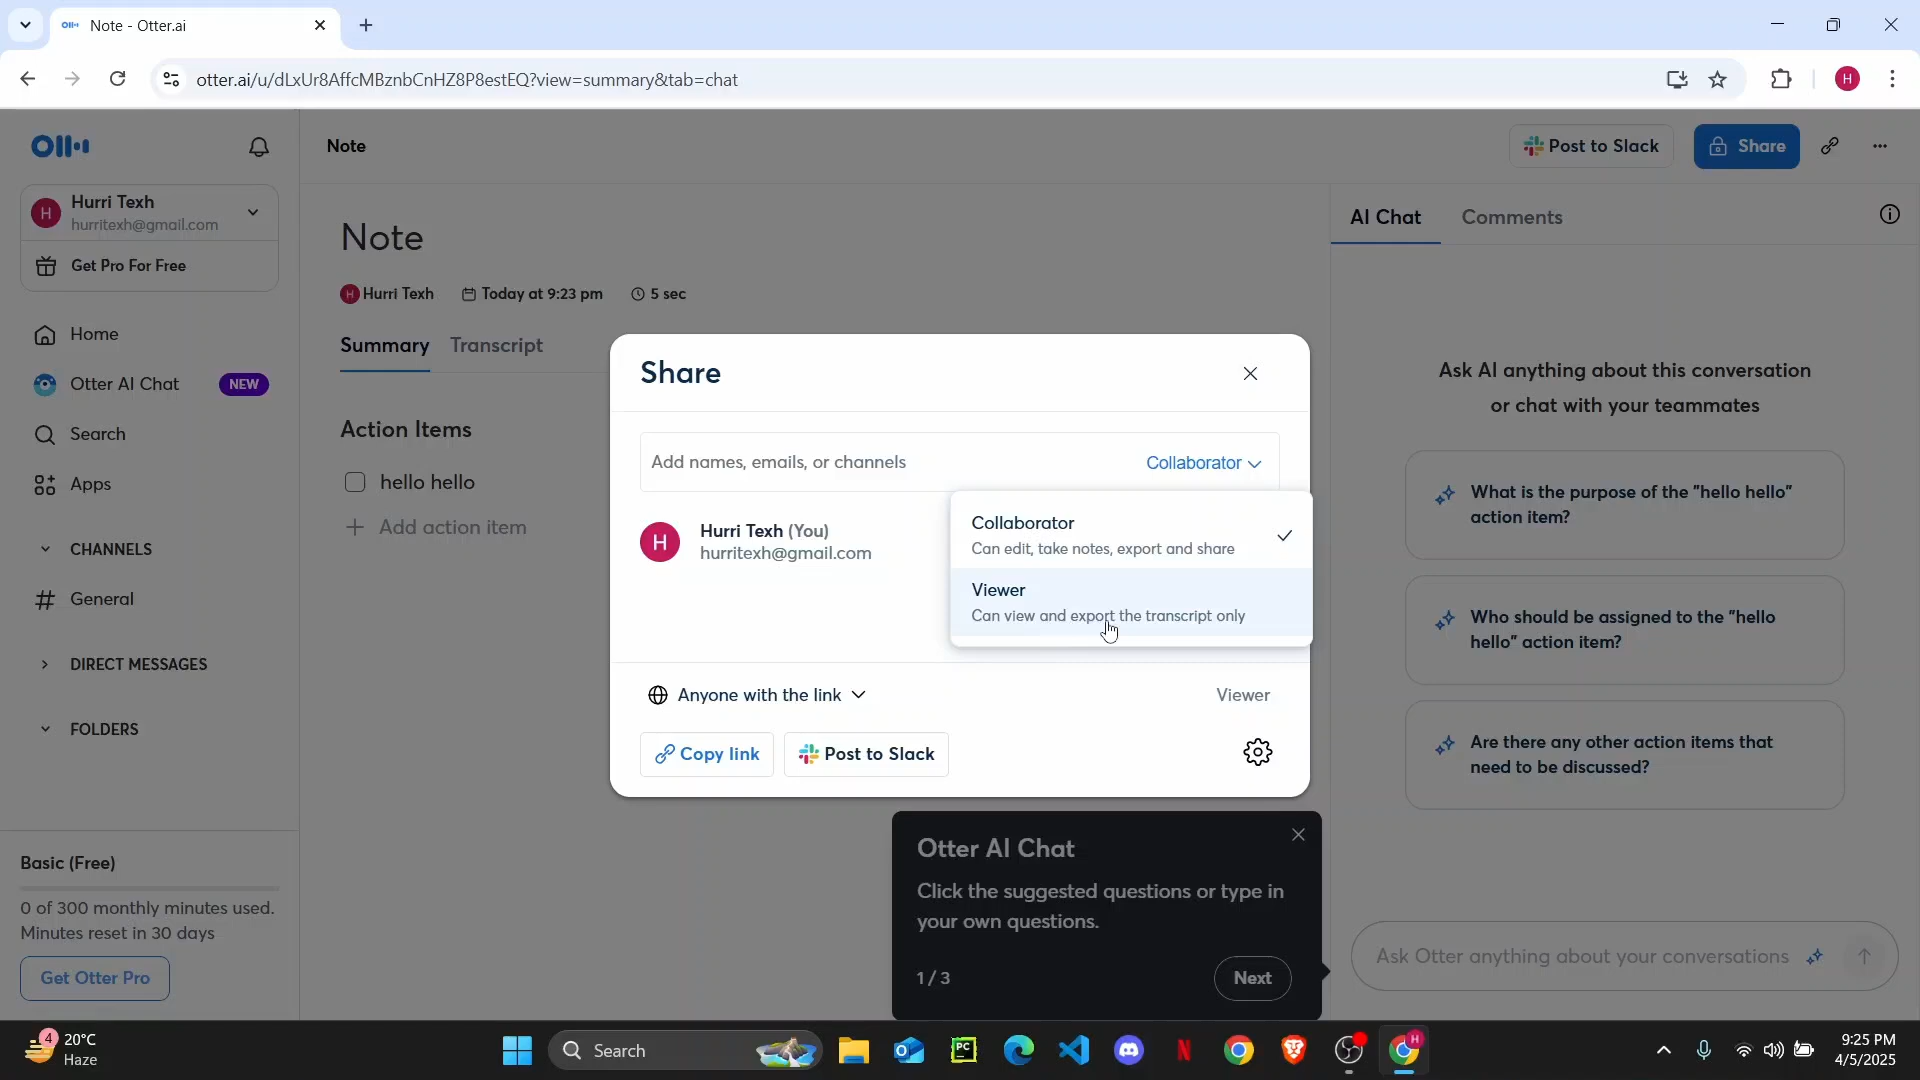 Note - Otter.ai
otter.ai/u/dLxUr8AffcMBznbCnHZ8P8estEQ?view=summary&tab=chat
H
Hurri Texh
hurritexh@gmail.com
H
Get Pro For Free
Home
Otter AI Chat
NEW
Search
Apps
CHANNELS
# General
DIRECT MESSAGES
FOLDERS
Basic (Free)
0 of 300 monthly minutes used.
Minutes reset in 30 days
Get Otter Pro
Note
Post to Slack
Share
Note
H Hurri Texh
Today at 9:23 pm
5 sec
Summary
Transcript
Action Items
hello hello
+ Add action item
Share
Add names, emails, or channels
Collaborator
H
Hurri Texh (You)
hurritexh@gmail.com
Collaborator
Can edit, take notes, export and share
Viewer
Can view and export the transcript only
Anyone with the link
Viewer
Copy link
Post to Slack
Otter AI Chat
Click the suggested questions or type in
your own questions.
1 / 3
Next
AI Chat
Comments
Ask AI anything about this conversation
or chat with your teammates
What is the purpose of the "hello hello"
action item?
Who should be assigned to the "hello
hello" action item?
Are there any other action items that
need to be discussed?
Ask Otter anything about your conversations
4
20°C
Haze
Search
PC
N
H
9:25 PM
4/5/2025